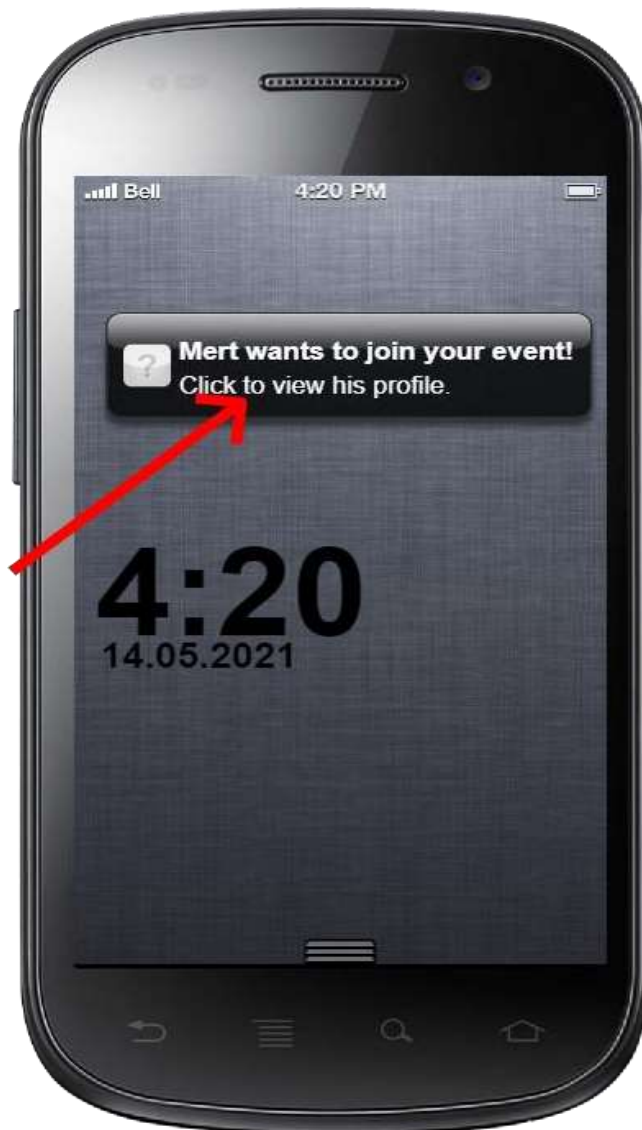 Bell
4:20 PM
Mert wants to join your event!
Click to view his profile.
4:20
14.05.2021